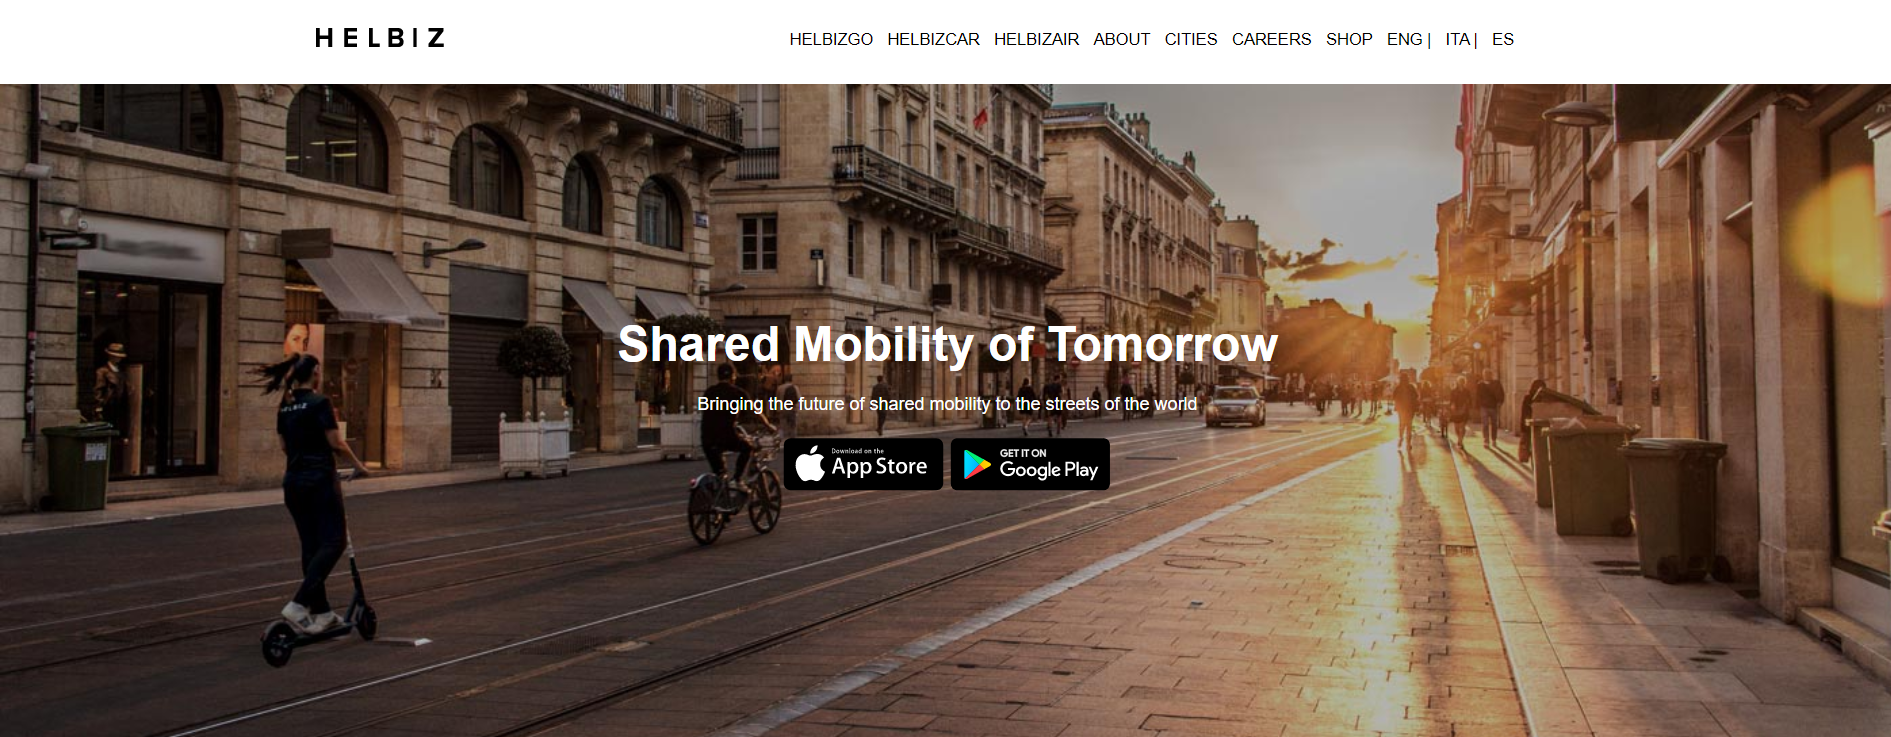 HELBIZ
HELBIZGO HELBIZCAR HELBIZAIR ABOUT CITIES CAREERS SHOP ENG | ITA | ES
Shared Mobility of Tomorrow
Bringing the future of shared mobility to the streets of the world
Download on the
App Store
GET IT ON
Google Play
HELBIZ